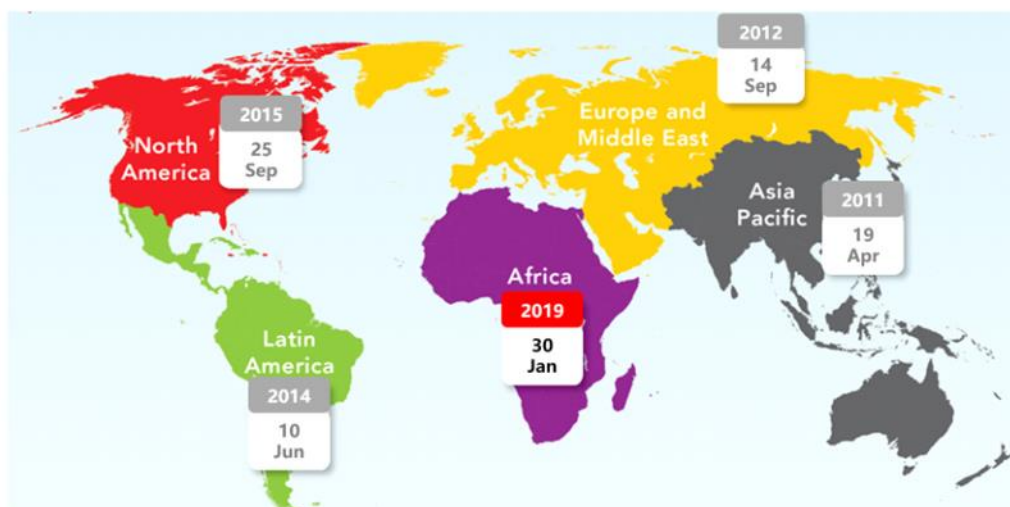 2012
14
Sep
Europe and
Middle East
2015
25
Sep
North
America
Asia
Pacific
2011
19
Apr
Africa
2019
30
Jan
Latin
America
2014
10
Jun